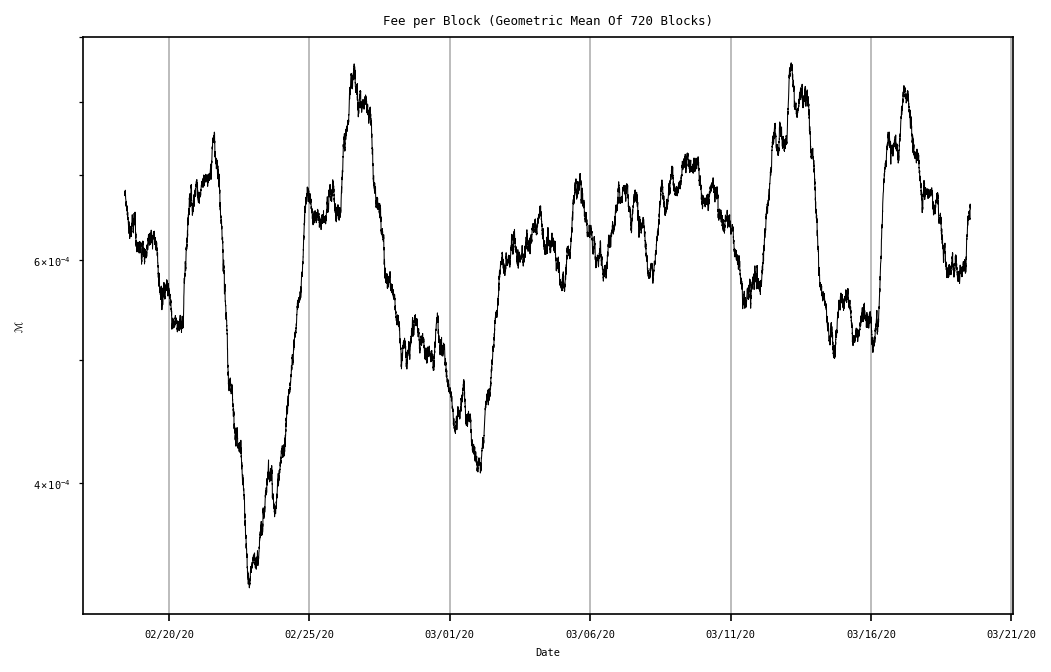 Fee per Block (Geometric Mean Of 720 Blocks)
6×10⁻⁴
ℳ
4×10⁻⁴
02/20/20 02/25/20 03/01/20 03/06/20 03/11/20 03/16/20 03/21/20
Date